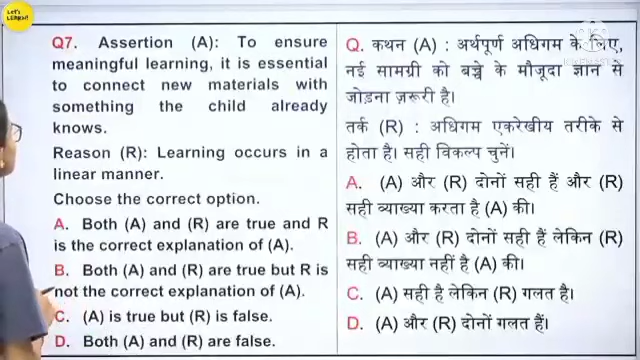 LET'S LEARN!
Q7. Assertion (A): To ensure
meaningful learning, it is essential
to connect new materials with
something the child already
knows.
Reason (R): Learning occurs in a
linear manner.
Choose the correct option.
A. Both (A) and (R) are true and R
is the correct explanation of (A).
B. Both (A) and (R) are true but R is
not the correct explanation of (A).
C. (A) is true but (R) is false.
D. Both (A) and (R) are false.
Q. कथन (A) : अर्थपूर्ण अधिगम के लिए,
नई सामग्री को बच्चे के मौजूदा ज्ञान से
जोड़ना ज़रूरी है।
तर्क (R) : अधिगम एकरेखीय तरीके से
होता है। सही विकल्प चुनें।
A. (A) और (R) दोनों सही हैं और (R)
सही व्याख्या करता है (A) की।
B. (A) और (R) दोनों सही हैं लेकिन (R)
सही व्याख्या नहीं है (A) की।
C. (A) सही है लेकिन (R) गलत है।
D. (A) और (R) दोनों गलत हैं।